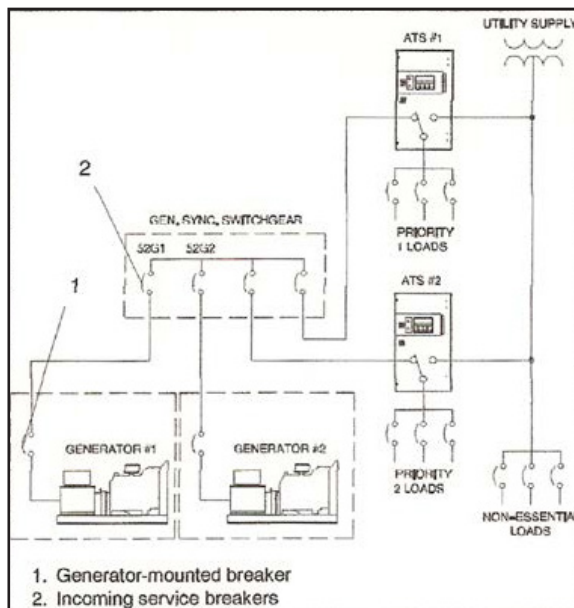 UTILITY SUPPLY
ATS #1
2
GEN, SYNC, SWITCHGEAR
PRIORITY
1 LOADS
52G1 52G2
ATS #2
1
GENERATOR #1
GENERATOR #2
PRIORITY
2 LOADS
NON-ESSENTIAL
LOADS
1. Generator-mounted breaker
2. Incoming service breakers